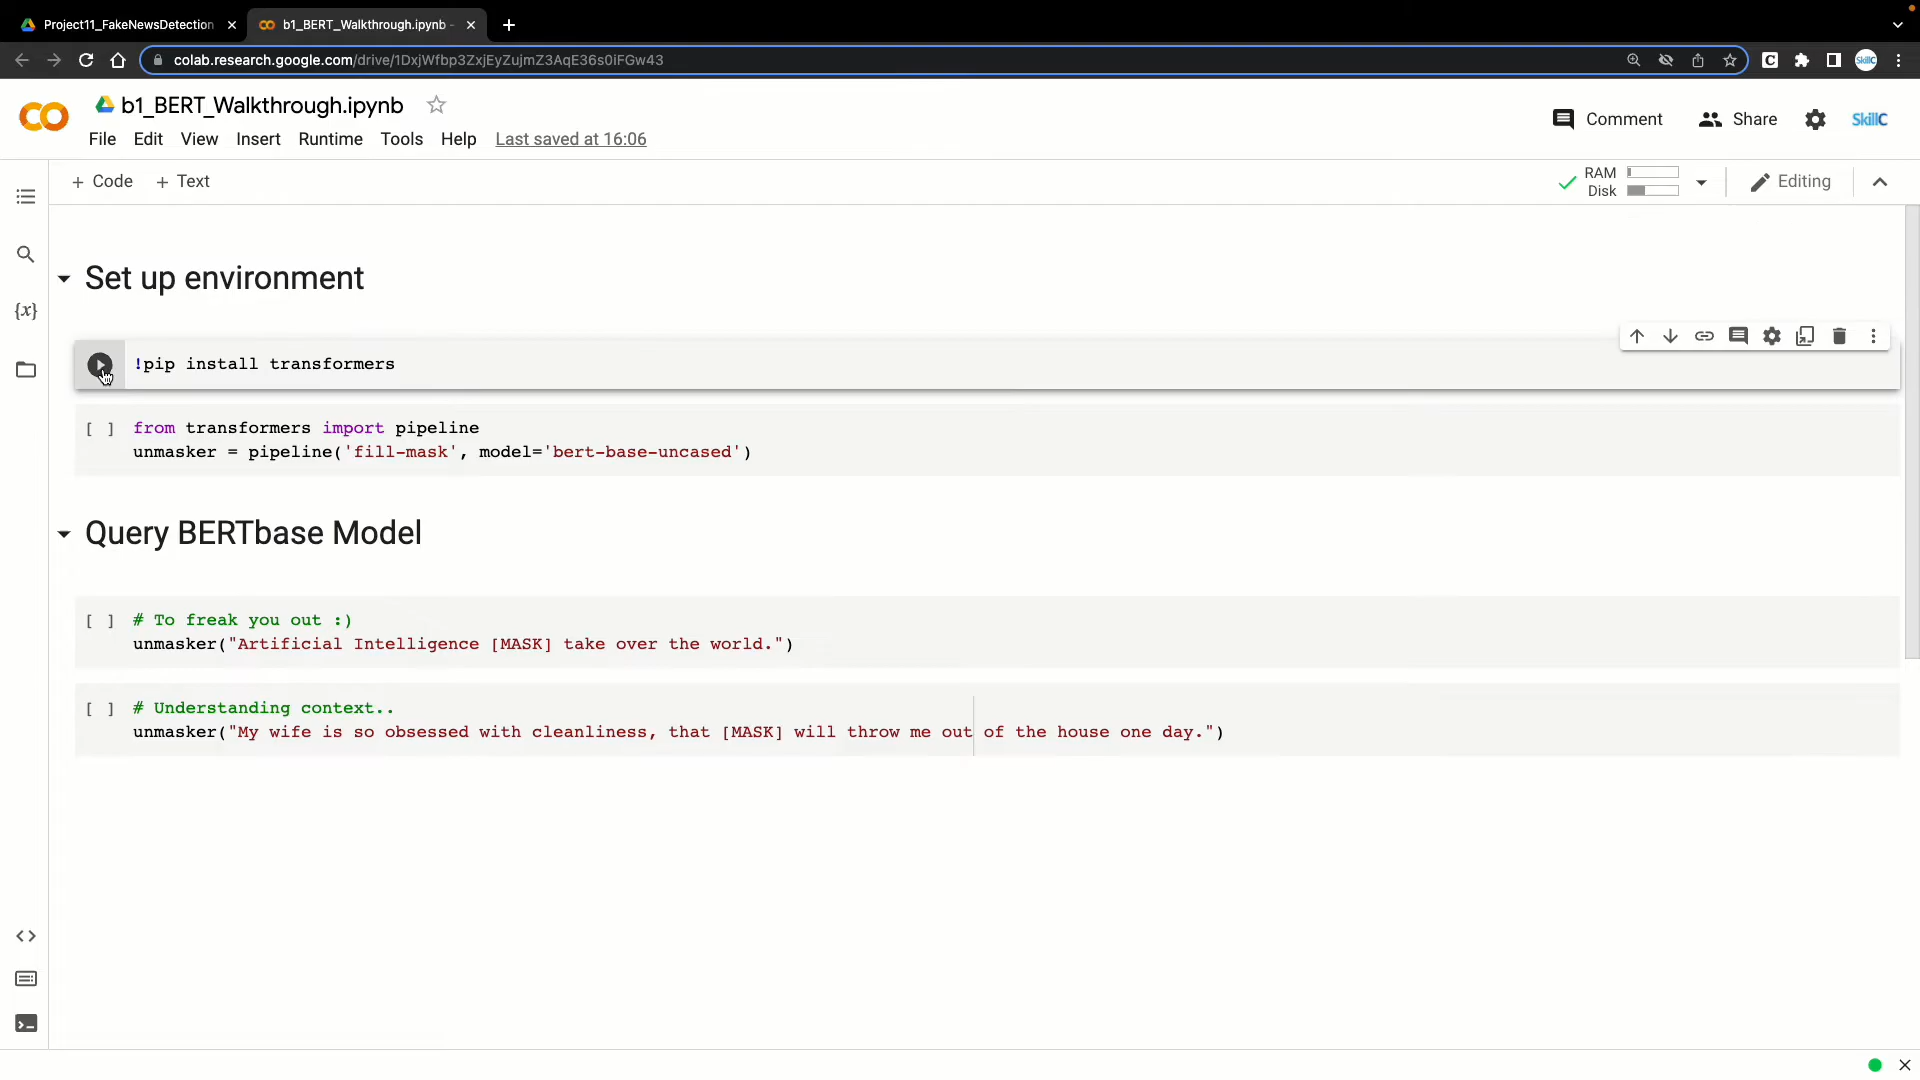 Project11_FakeNewsDetection
b1_BERT_Walkthrough.ipynb -
colab.research.google.com/drive/1DxjWfbp3ZxjEyZujmZ3AqE36s0iFGw43
SkillC
b1_BERT_Walkthrough.ipynb
File Edit View Insert Runtime Tools Help Last saved at 16:06
Comment Share SkillC
+ Code + Text
RAM
Disk
Editing
{x}
Set up environment
!pip install transformers
[ ] from transformers import pipeline
unmasker = pipeline('fill-mask', model='bert-base-uncased')
Query BERTbase Model
[ ] # To freak you out :)
unmasker("Artificial Intelligence [MASK] take over the world.")
[ ] # Understanding context..
unmasker("My wife is so obsessed with cleanliness, that [MASK] will throw me out of the house one day.")